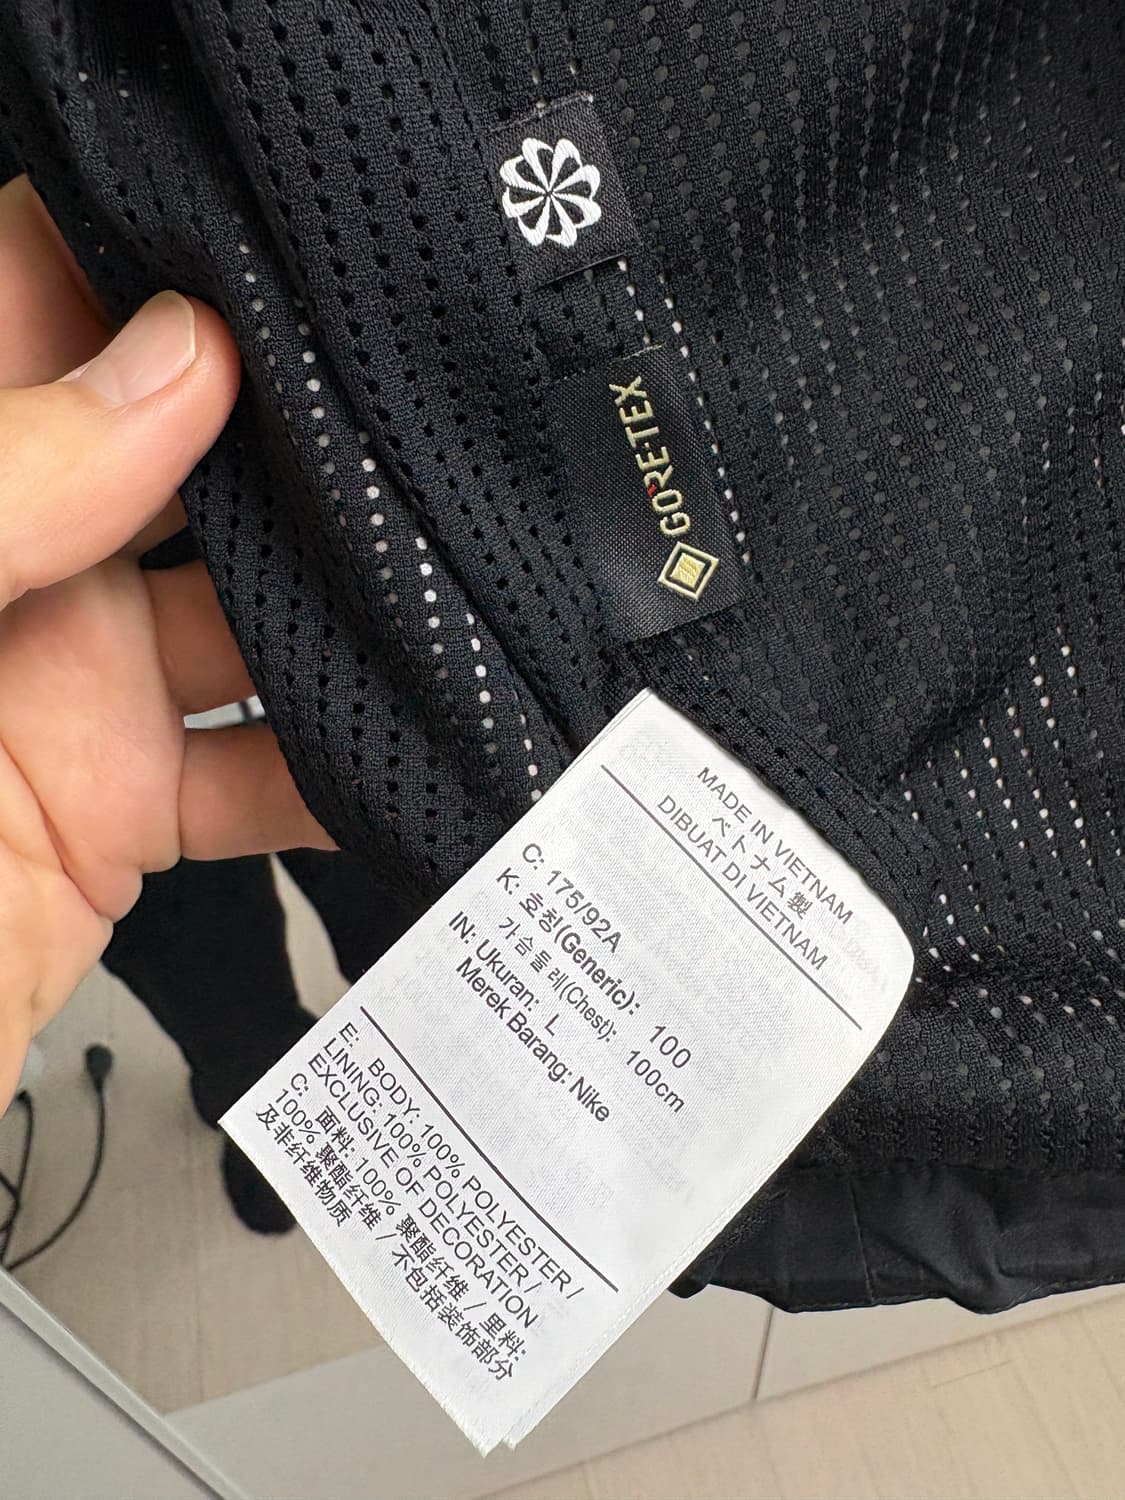 GORE-TEX
MADE IN VIETNAM
ベトナム製
DIBUAT DI VIETNAM
C: 175/92A
K: 호칭(Generic): 100
가슴둘레(Chest): 100cm
IN: Ukuran: L
Merek Barang: Nike
E: BODY: 100% POLYESTER /
LINING: 100% POLYESTER /
EXCLUSIVE OF DECORATION
C: 面料: 100% 聚酯纤维 / 里料:
100% 聚酯纤维 / 不包括装饰部分
及非纤维物质